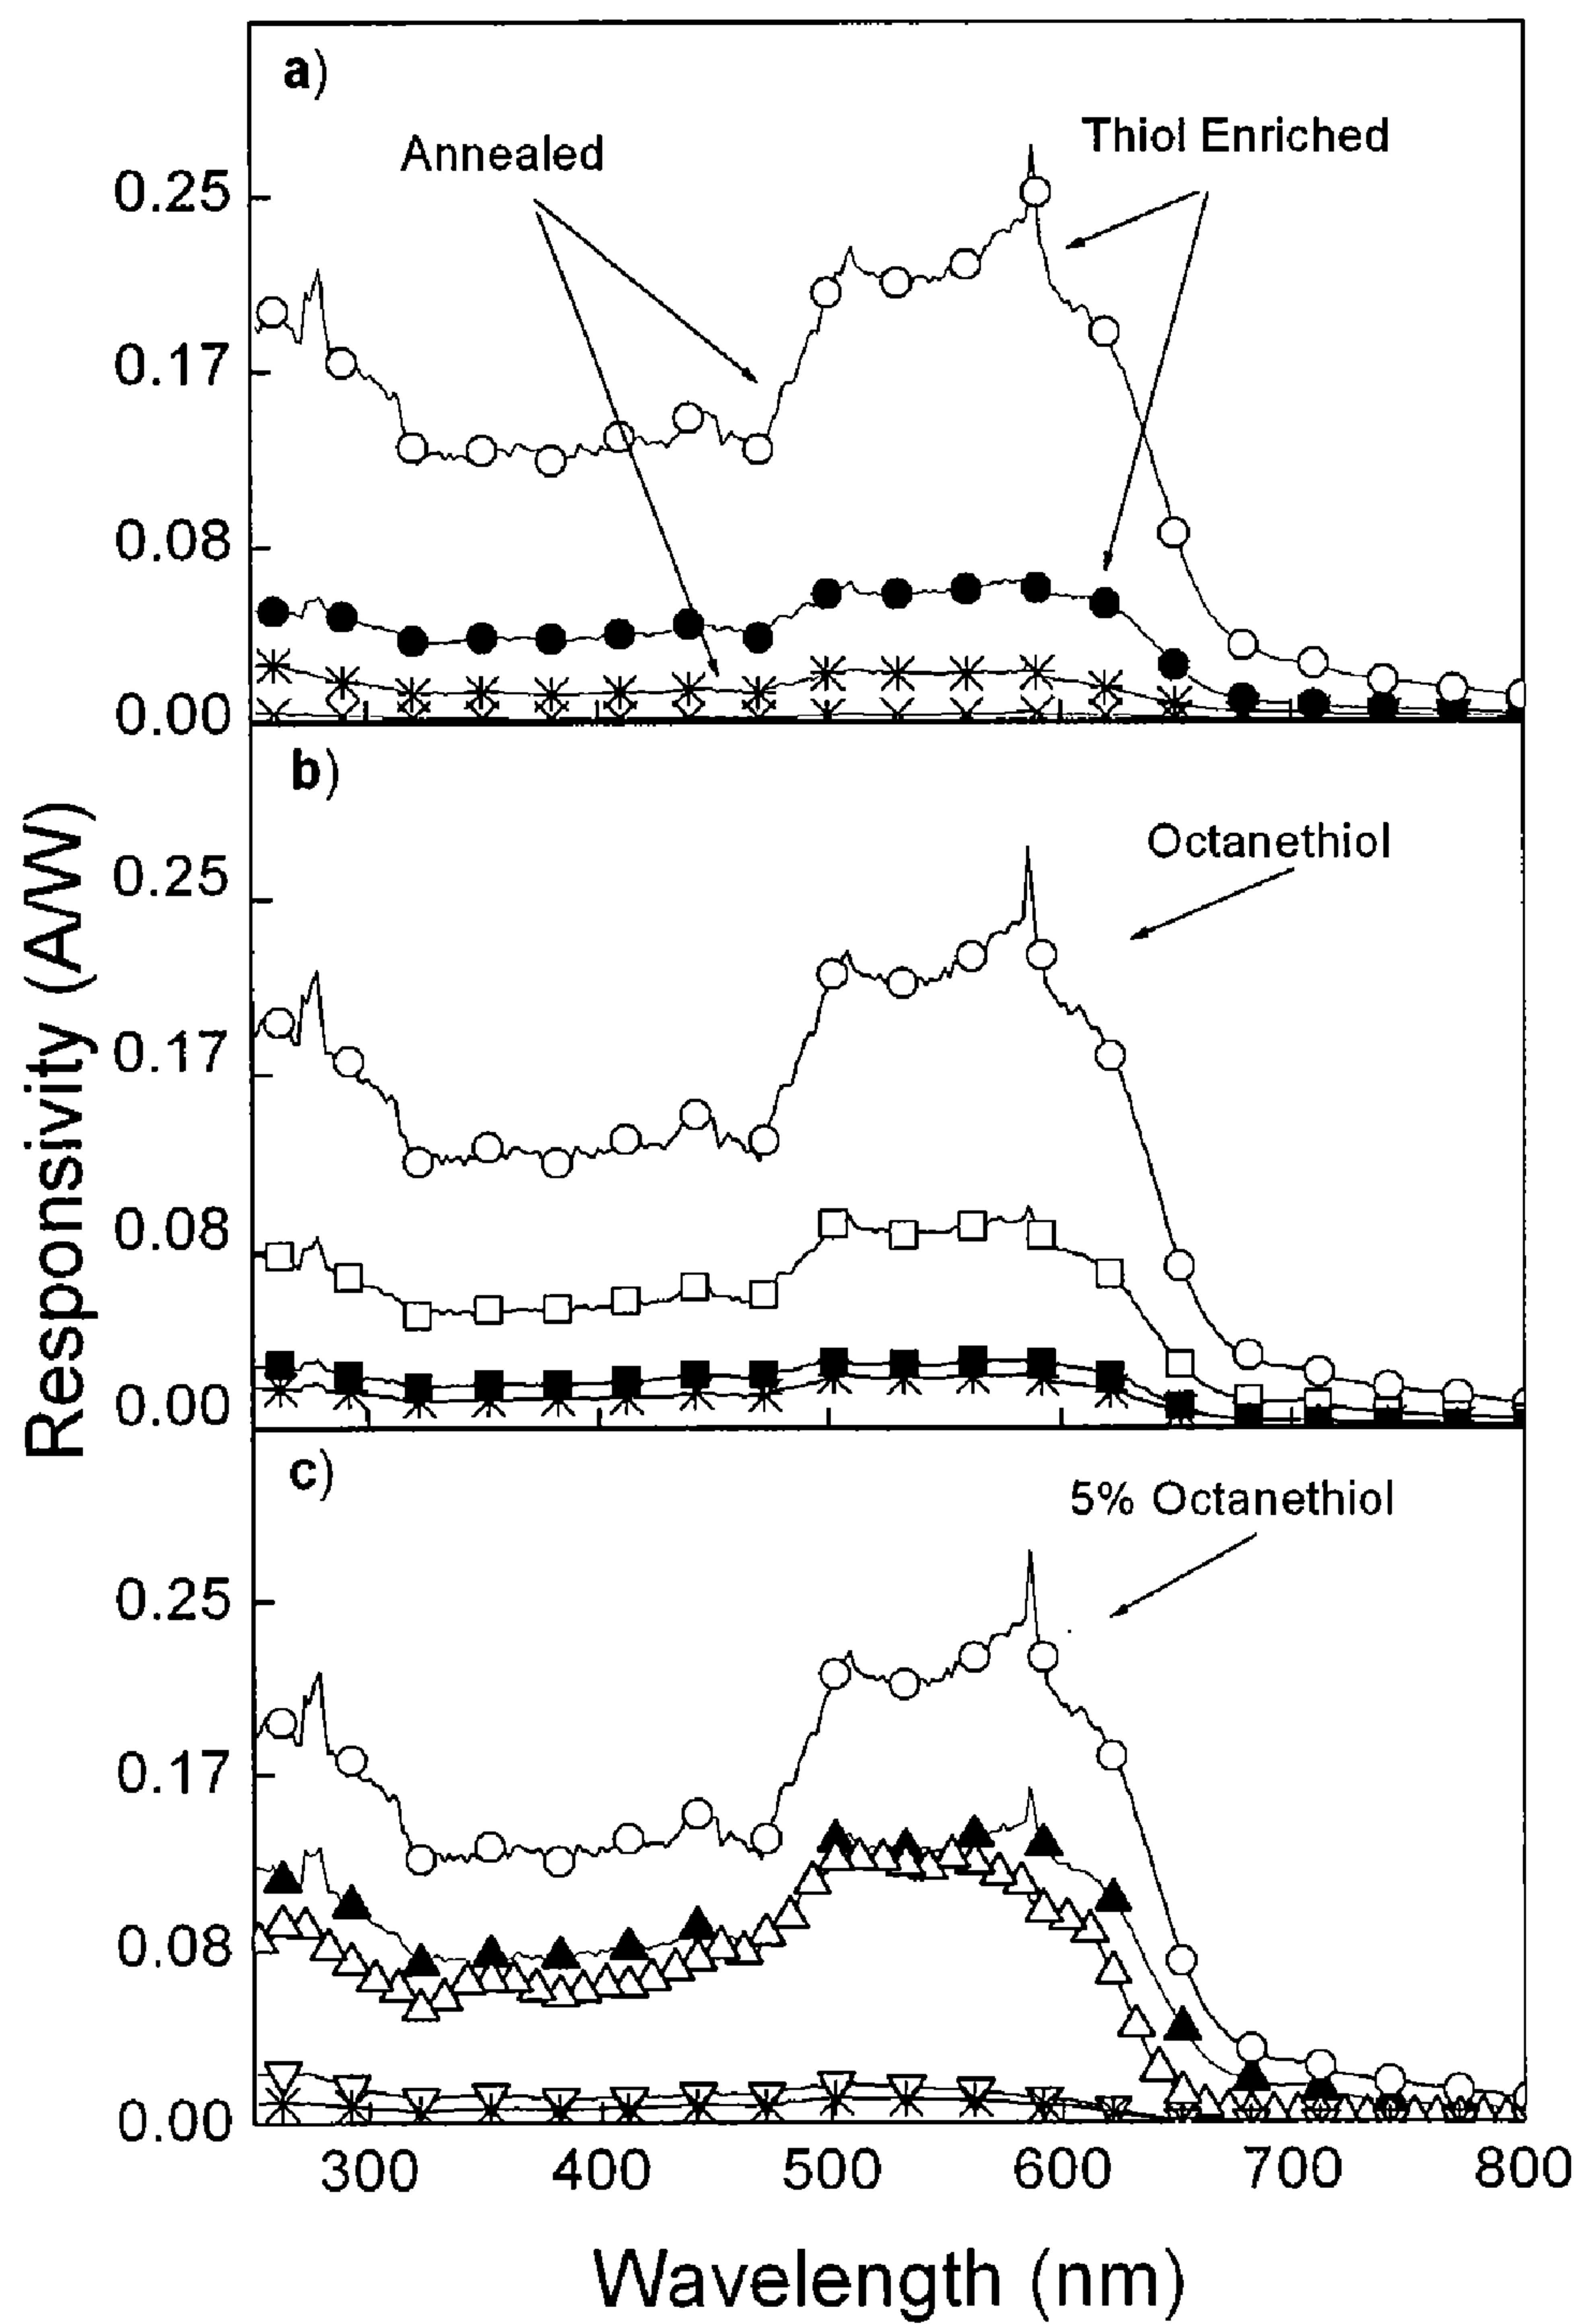 a)
Annealed
Thiol Enriched
0.25
0.17
0.08
0.00
b)
Octanethiol
0.25
0.17
0.08
0.00
Responsivity (A/W)
c)
5% Octanethiol
0.25
0.17
0.08
0.00
300 400 500 600 700 800
Wavelength (nm)